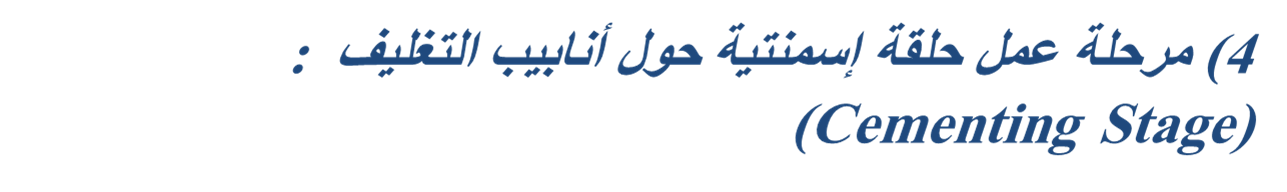 4) مرحلة عمل حلقة إسمنتية حول أنابيب التغليف :
(Cementing Stage)